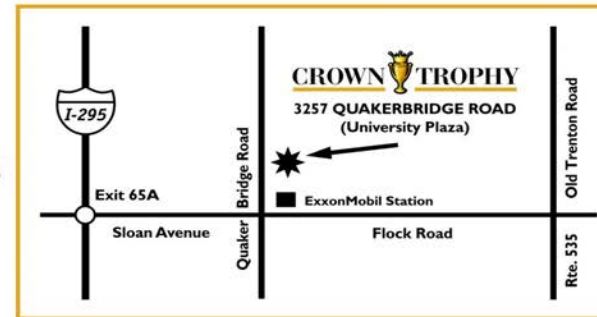 CROWN TROPHY
3257 QUAKERBRIDGE ROAD
(University Plaza)
I-295
Quaker Bridge Road
Old Trenton Road
Exit 65A
ExxonMobil Station
Sloan Avenue
Flock Road
Rte. 535